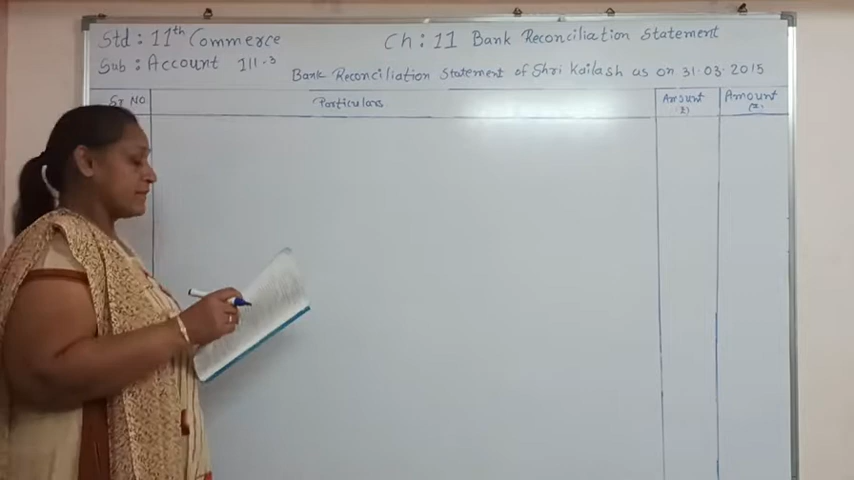 Std : 11th Commerce
Ch : 11 Bank Reconciliation Statement
Sub : Account 111.3
Bank Reconciliation Statement of Shri Kailash as on 31.03.2015
Sr No Particulars Amount (₹) Amount (₹)